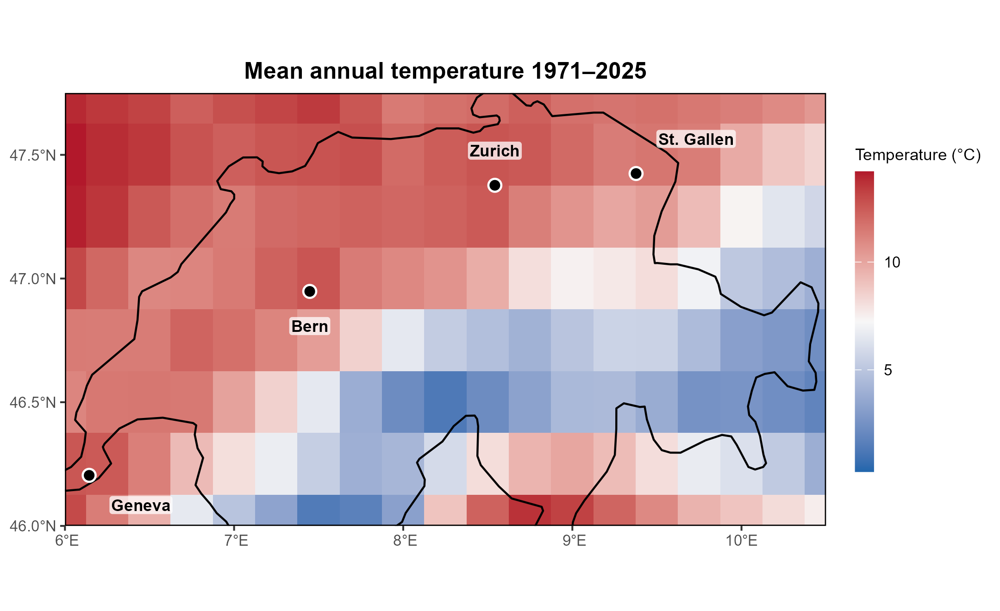 Mean annual temperature 1971–2025
St. Gallen
Zurich
47.5°N
Temperature (°C)
10
47.0°N
Bern
5
46.5°N
Geneva
46.0°N
6°E 7°E 8°E 9°E 10°E